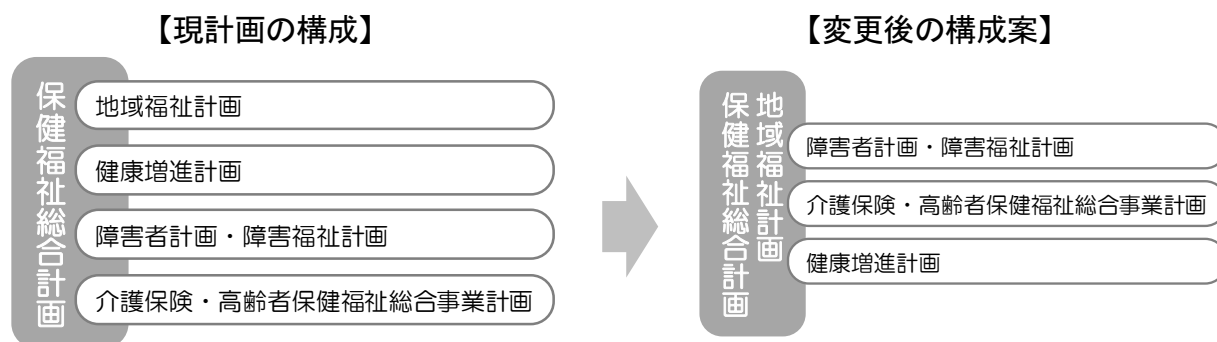 【現計画の構成】
保健福祉総合計画
地域福祉計画
健康増進計画
障害者計画・障害福祉計画
介護保険・高齢者保健福祉総合事業計画
【変更後の構成案】
地域福祉計画
保健福祉総合計画
障害者計画・障害福祉計画
介護保険・高齢者保健福祉総合事業計画
健康増進計画